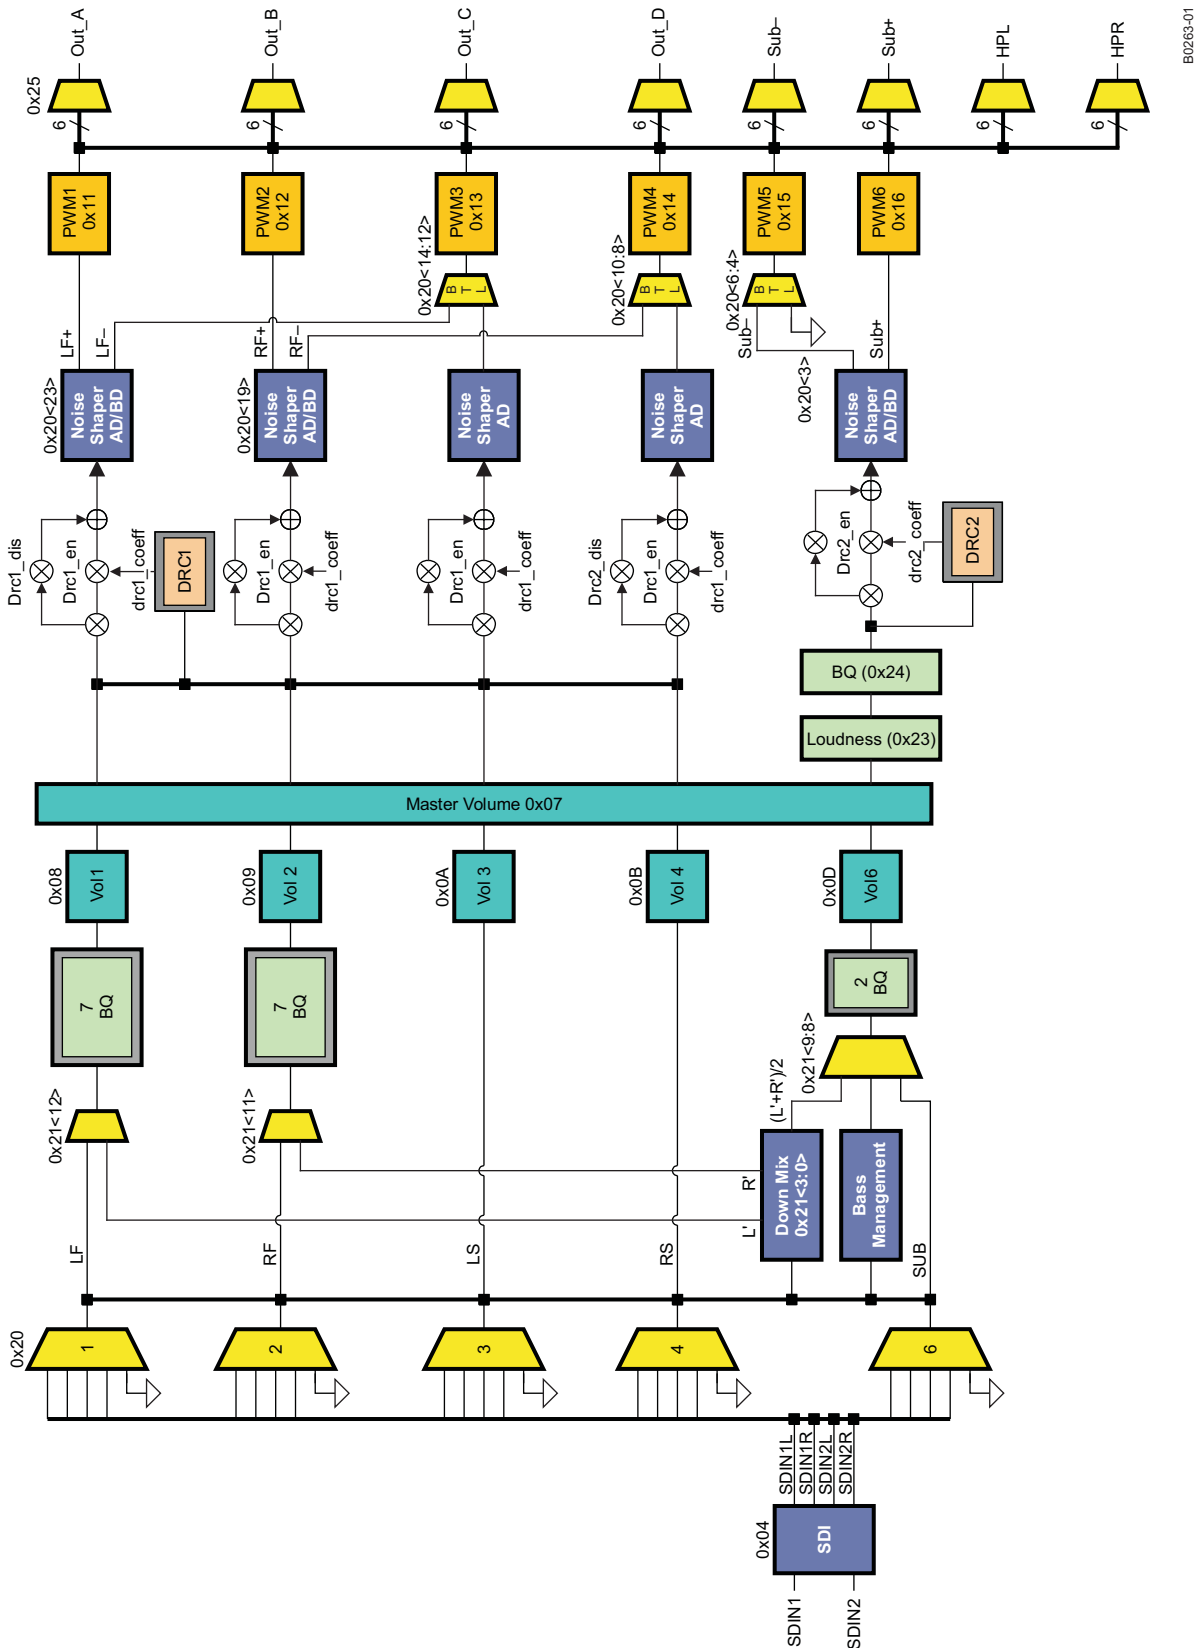 SDIN1
SDIN2
0x04
SDI
SDIN1L
SDIN1R
SDIN2L
SDIN2R
0x20
1
2
3
4
6
LF
RF
LS
RS
SUB
L'
R'
Down Mix
0x21<3:0>
Bass
Management
(L'+R')/2
0x21<12>
0x21<11>
0x21<9:8>
7
BQ
7
BQ
2
BQ
0x08
Vol1
0x09
Vol 2
0x0A
Vol 3
0x0B
Vol 4
0x0D
Vol6
Master Volume 0x07
Loudness (0x23)
BQ (0x24)
Drc1_dis
Drc1_en
drc1_coeff
DRC1
Drc1_en
drc1_coeff
Drc1_en
drc1_coeff
Drc2_dis
Drc1_en
drc1_coeff
Drc2_en
drc2_coeff
DRC2
0x20<23>
Noise
Shaper
AD/BD
0x20<19>
Noise
Shaper
AD/BD
Noise
Shaper
AD
Noise
Shaper
AD
0x20<3>
Noise
Shaper
AD/BD
LF+
LF–
RF+
RF–
Sub–
Sub+
0x20<14:12>
B
T
L
0x20<10:8>
B
T
L
0x20<6:4>
B
T
L
PWM1
0x11
PWM2
0x12
PWM3
0x13
PWM4
0x14
PWM5
0x15
PWM6
0x16
0x25
6
6
6
6
6
6
6
6
Out_A
Out_B
Out_C
Out_D
Sub–
Sub+
HPL
HPR
B0263-01